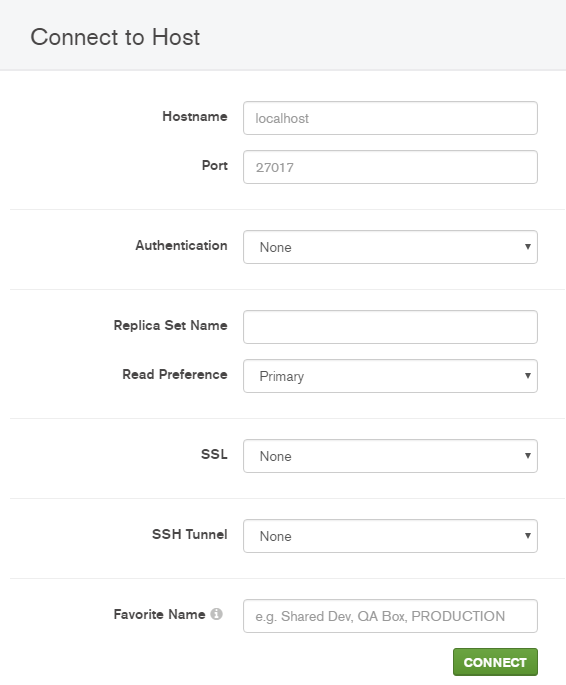 Connect to Host
Hostname localhost
Port 27017
Authentication None
Replica Set Name
Read Preference Primary
SSL None
SSH Tunnel None
Favorite Name e.g. Shared Dev, QA Box, PRODUCTION
CONNECT